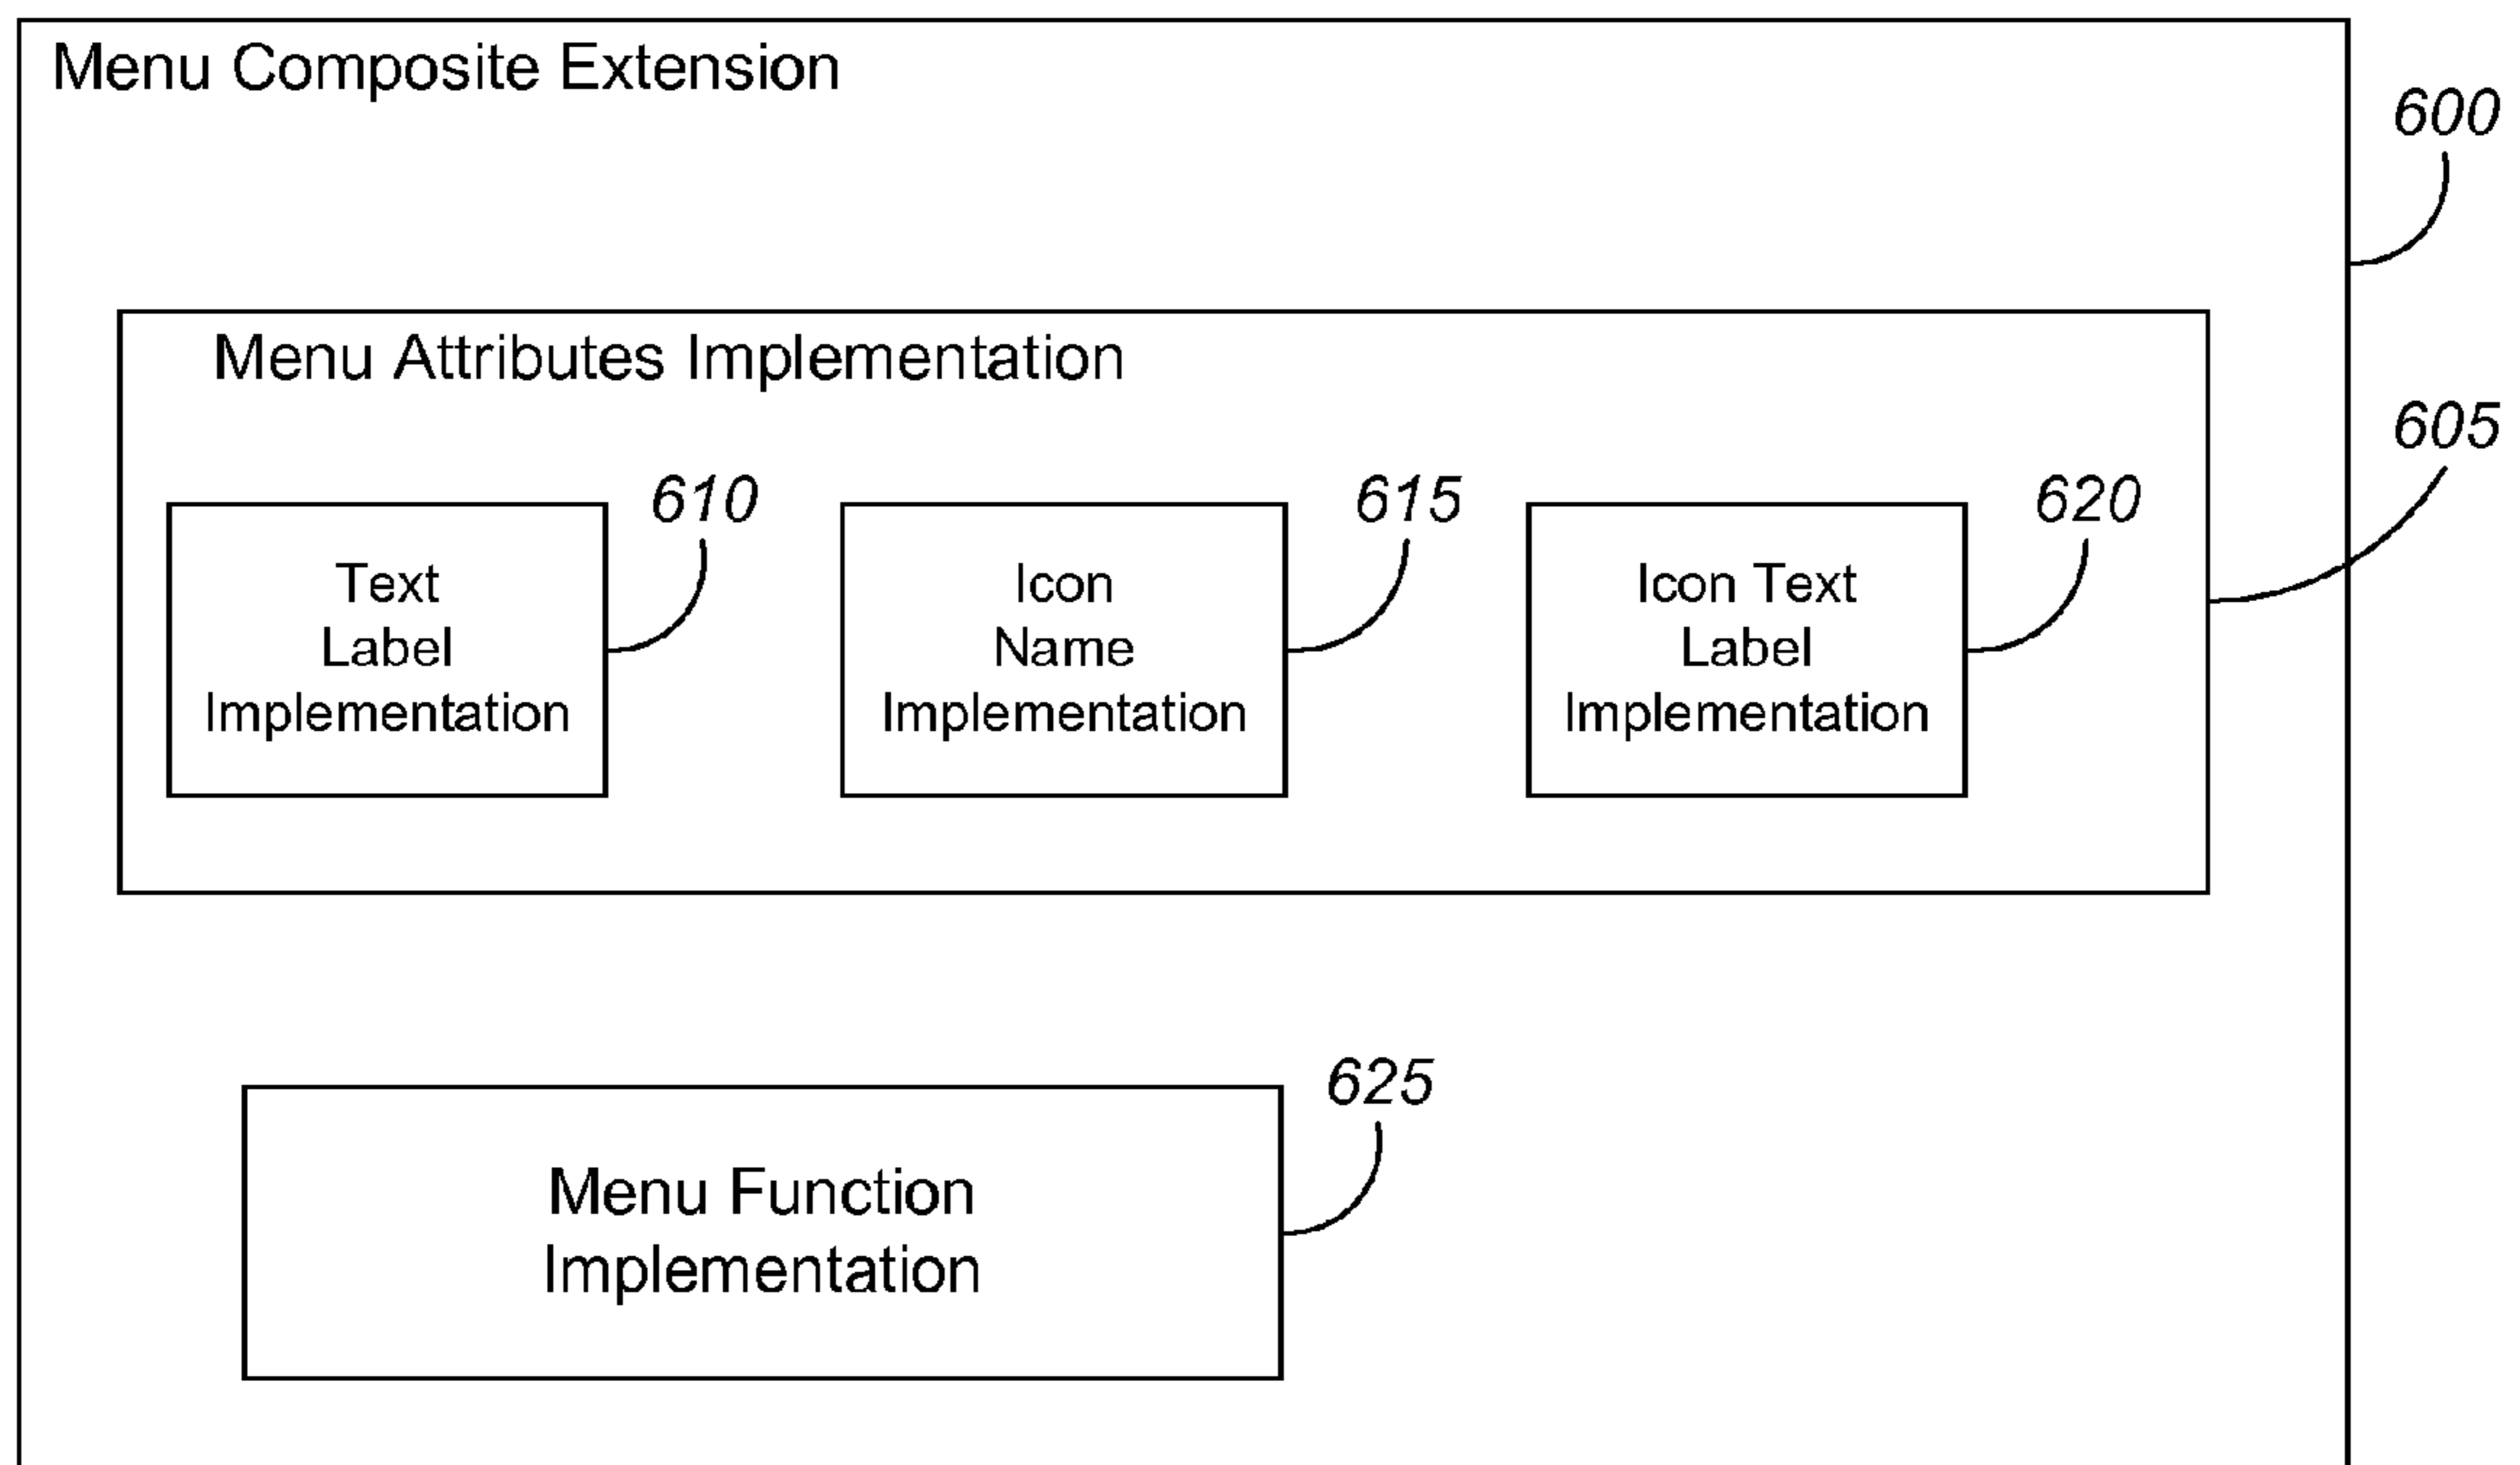 Menu Composite Extension
600
Menu Attributes Implementation
605
610
615
620
Text
Label
Implementation
Icon
Name
Implementation
Icon Text
Label
Implementation
625
Menu Function
Implementation